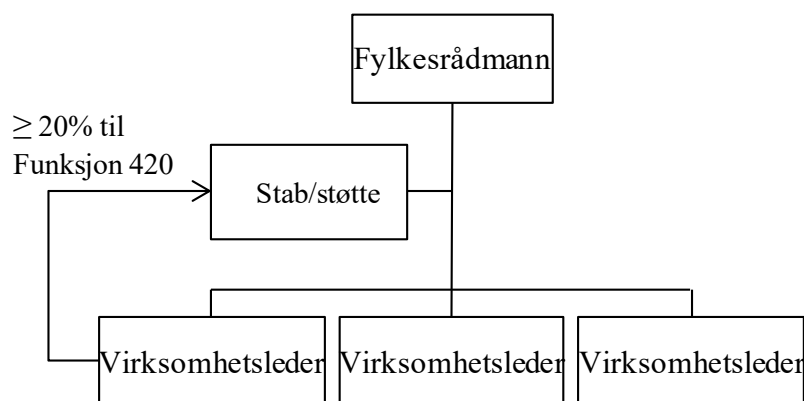 Fylkesrådmann
≥ 20% til
Funksjon 420
Stab/støtte
Virksomhetsleder
Virksomhetsleder
Virksomhetsleder